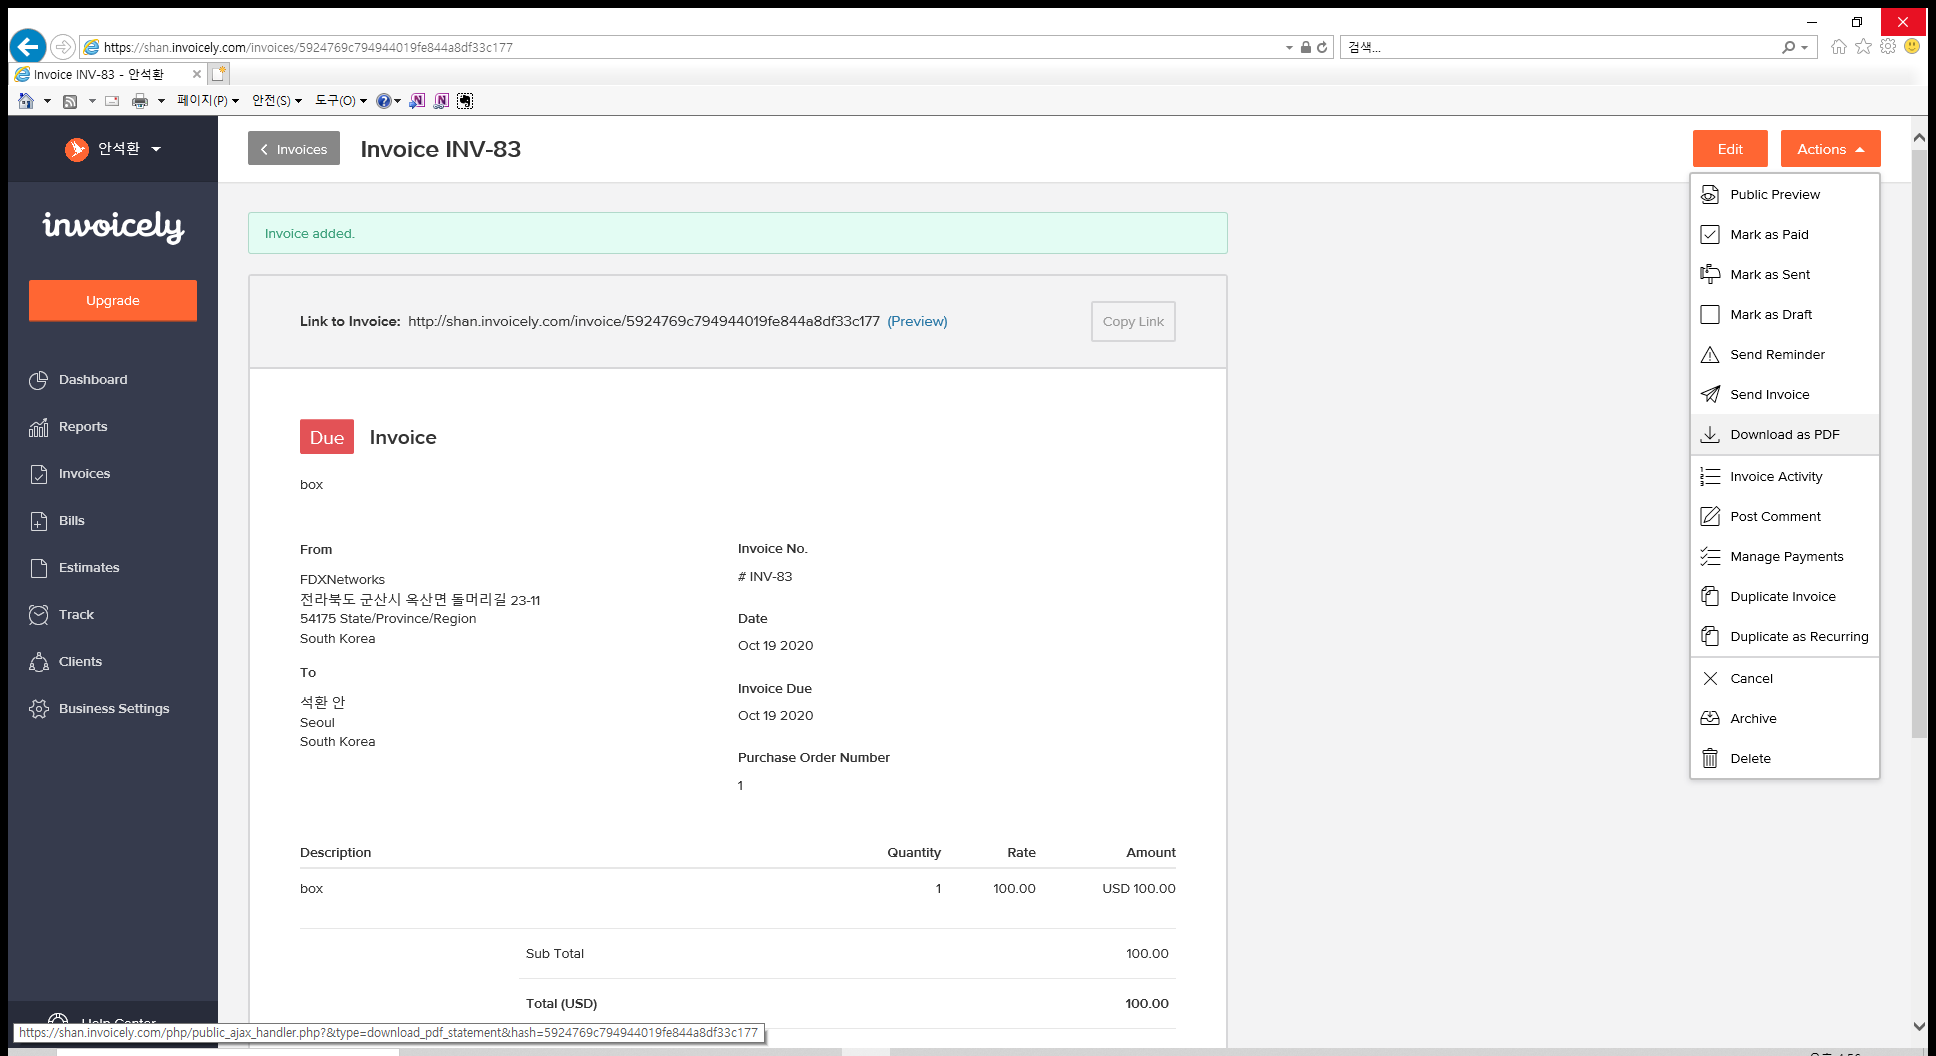 https://shan.invoicely.com/invoices/5924769c794944019fe844a8df33c177
검색...
Invoice INV-83 - 안석환
페이지(P) 안전(S) 도구(O)
안석환
invoicely
Upgrade
Dashboard
Reports
Invoices
Bills
Estimates
Track
Clients
Business Settings
Help Center
Invoices
Invoice INV-83
Edit
Actions
Public Preview
Mark as Paid
Mark as Sent
Mark as Draft
Send Reminder
Send Invoice
Download as PDF
Invoice Activity
Post Comment
Manage Payments
Duplicate Invoice
Duplicate as Recurring
Cancel
Archive
Delete
Invoice added.
Link to Invoice: http://shan.invoicely.com/invoice/5924769c794944019fe844a8df33c177 (Preview)
Copy Link
Due Invoice
box
From
FDXNetworks
전라북도 군산시 옥산면 돌머리길 23-11
54175 State/Province/Region
South Korea
To
석환 안
Seoul
South Korea
Invoice No.
# INV-83
Date
Oct 19 2020
Invoice Due
Oct 19 2020
Purchase Order Number
1
Description Quantity Rate Amount
box 1 100.00 USD 100.00
Sub Total 100.00
Total (USD) 100.00
https://shan.invoicely.com/php/public_ajax_handler.php?&type=download_pdf_statement&hash=5924769c794944019fe844a8df33c177